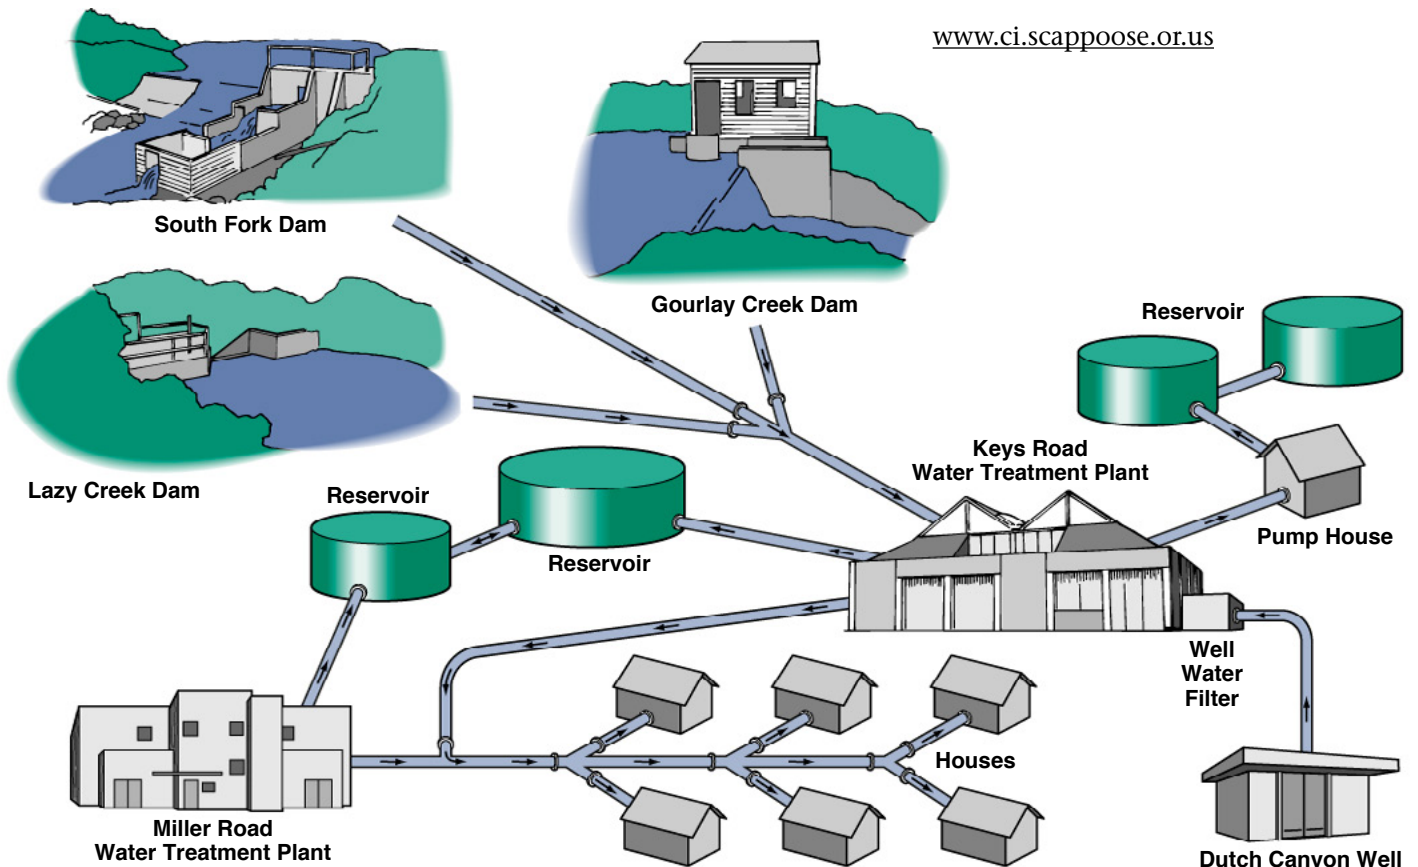 www.ci.scappoose.or.us
South Fork Dam
Gourlay Creek Dam
Reservoir
Lazy Creek Dam
Keys Road
Water Treatment Plant
Reservoir
Reservoir
Pump House
Well
Water
Filter
Houses
Miller Road
Water Treatment Plant
Dutch Canyon Well